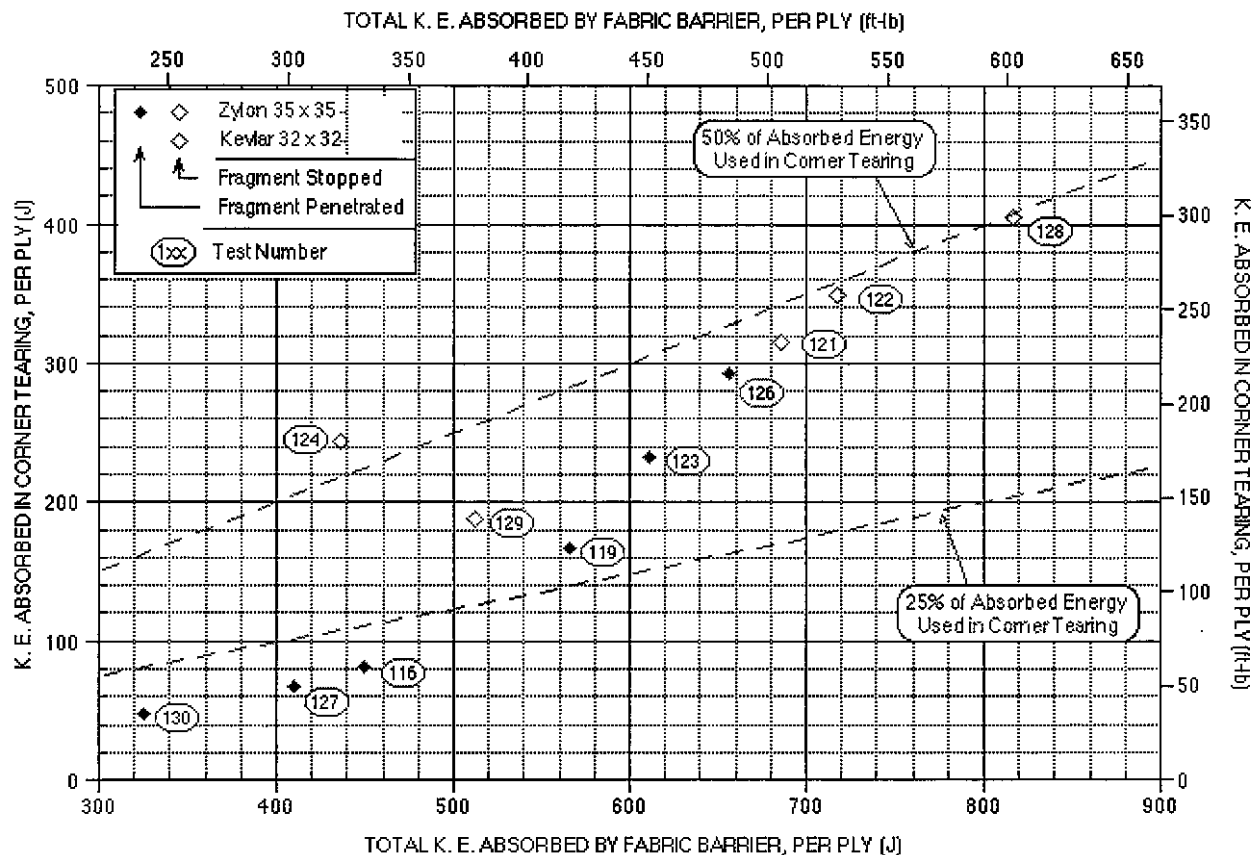 TOTAL K. E. ABSORBED BY FABRIC BARRIER, PER PLY (ft-lb)
250 300 350 400 450 500 550 600 650
500
400
300
200
100
0
K. E. ABSORBED IN CORNER TEARING, PER PLY (J)
Zylon 35 x 35
Kevlar 32 x 32
Fragment Stopped
Fragment Penetrated
1xx Test Number
50% of Absorbed Energy
Used in Corner Tearing
128
122
121
126
124
123
129
119
25% of Absorbed Energy
Used in Corner Tearing
116
127
130
350
300
250
200
150
100
50
0
K. E. ABSORBED IN CORNER TEARING, PER PLY (ft-lb)
300 400 500 600 700 800 900
TOTAL K. E. ABSORBED BY FABRIC BARRIER, PER PLY (J)